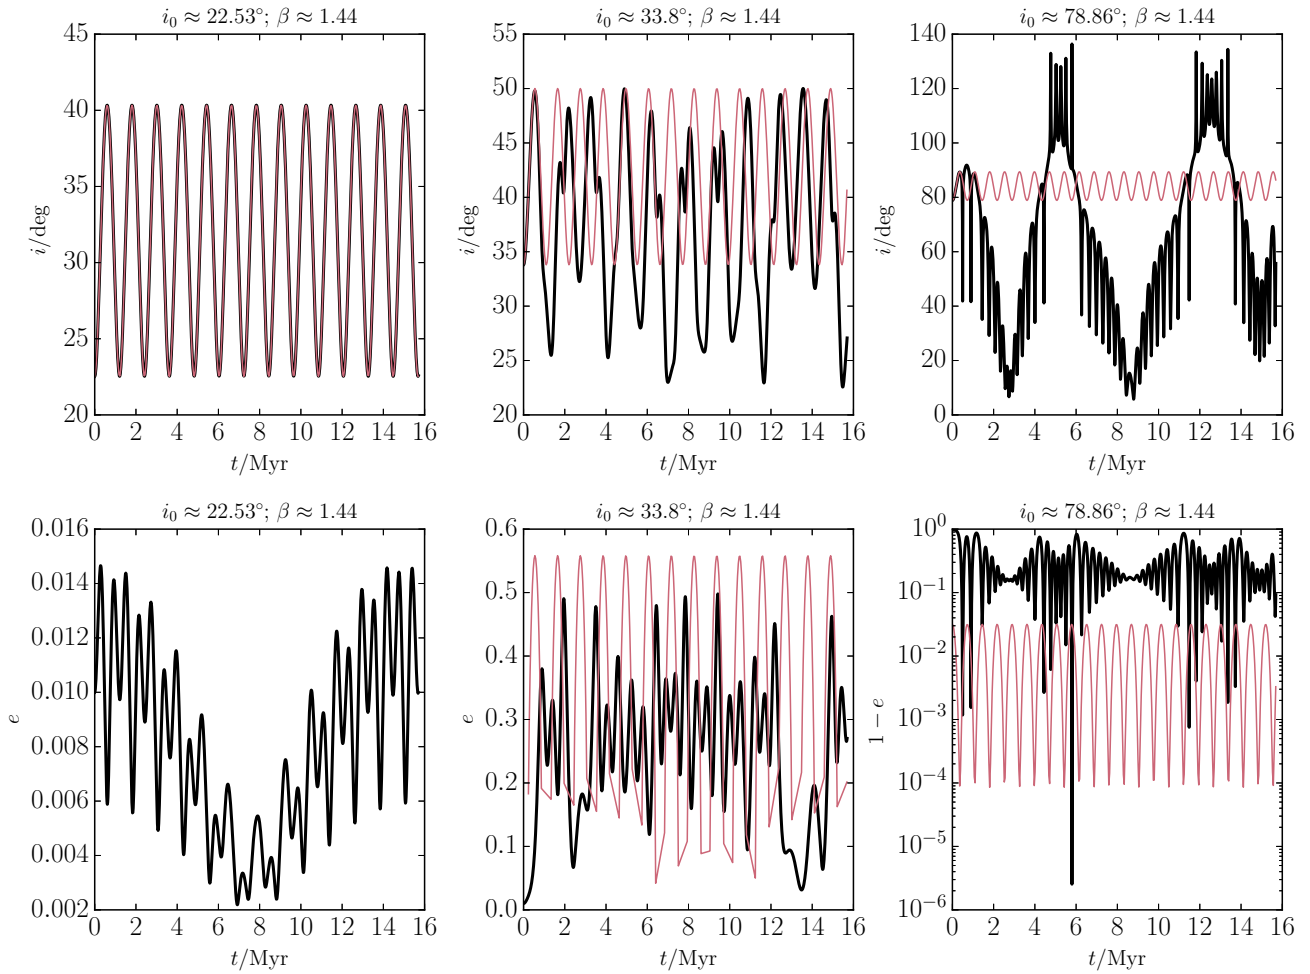 i₀ ≈ 22.53°; β ≈ 1.44
i₀ ≈ 33.8°; β ≈ 1.44
i₀ ≈ 78.86°; β ≈ 1.44
45
40
35
30
25
20
i/deg
0 2 4 6 8 10 12 14 16
t/Myr
55
50
45
40
35
30
25
20
i/deg
0 2 4 6 8 10 12 14 16
t/Myr
140
120
100
80
60
40
20
0
i/deg
0 2 4 6 8 10 12 14 16
t/Myr
i₀ ≈ 22.53°; β ≈ 1.44
i₀ ≈ 33.8°; β ≈ 1.44
i₀ ≈ 78.86°; β ≈ 1.44
0.016
0.014
0.012
0.010
0.008
0.006
0.004
0.002
e
0 2 4 6 8 10 12 14 16
t/Myr
0.6
0.5
0.4
0.3
0.2
0.1
0.0
e
0 2 4 6 8 10 12 14 16
t/Myr
10⁰
10⁻¹
10⁻²
10⁻³
10⁻⁴
10⁻⁵
10⁻⁶
1 − e
0 2 4 6 8 10 12 14 16
t/Myr